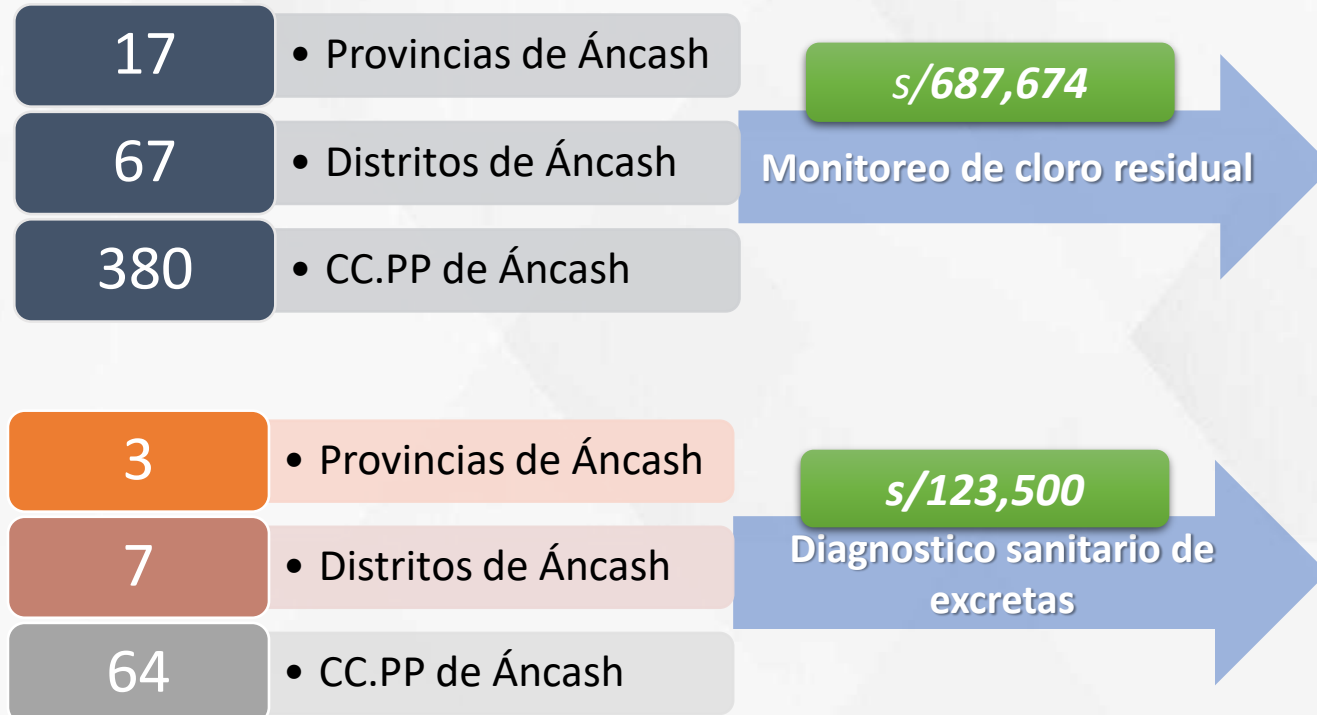 17
• Provincias de Áncash
67
• Distritos de Áncash
380
• CC.PP de Áncash
s/687,674
Monitoreo de cloro residual
3
• Provincias de Áncash
7
• Distritos de Áncash
64
• CC.PP de Áncash
s/123,500
Diagnostico sanitario de
excretas